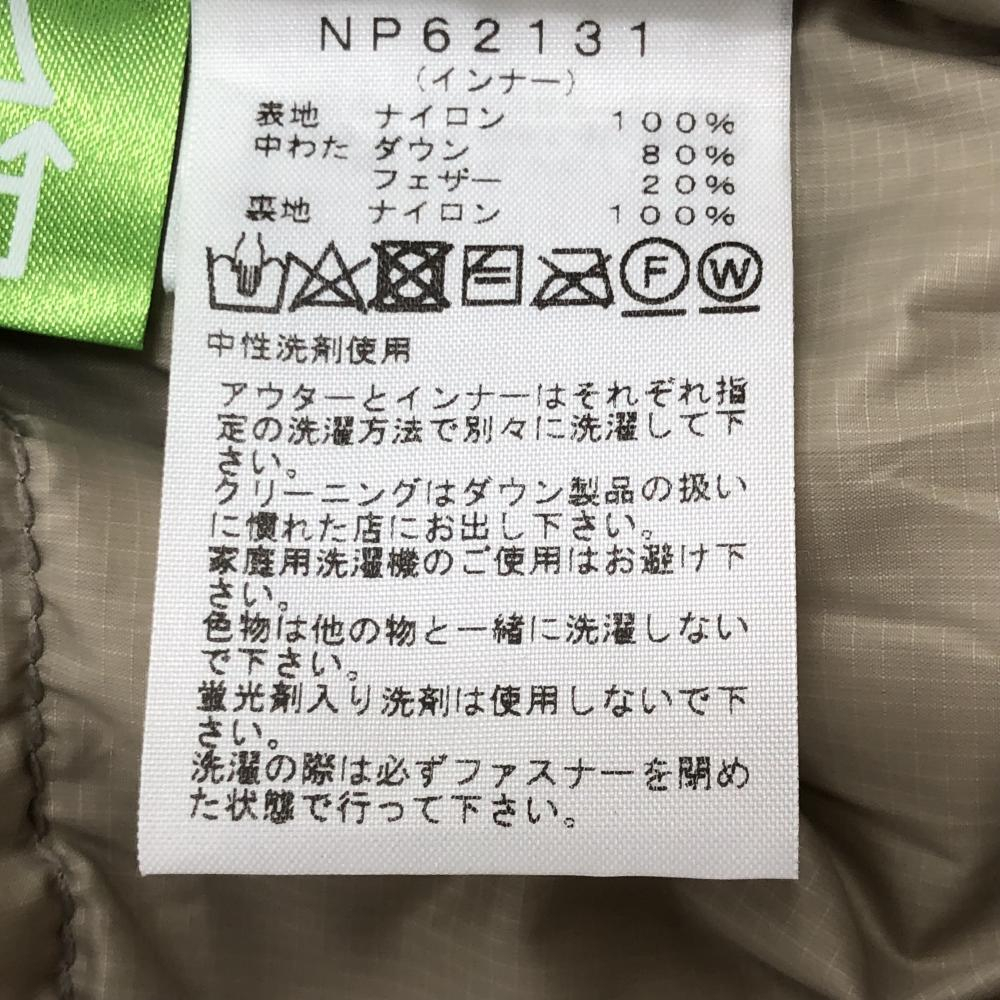 NP62131
(インナー)
表地 ナイロン 100%
中わた ダウン 80%
フェザー 20%
裏地 ナイロン 100%
F W
中性洗剤使用
アウターとインナーはそれぞれ指
定の洗濯方法で別々に洗濯して下
さい。
クリーニングはダウン製品の扱い
に慣れた店にお出し下さい。
家庭用洗濯機のご使用はお避け下
さい。
色物は他の物と一緒に洗濯しない
で下さい。
蛍光剤入り洗剤は使用しないで下
さい。
洗濯の際は必ずファスナーを閉め
た状態で行って下さい。